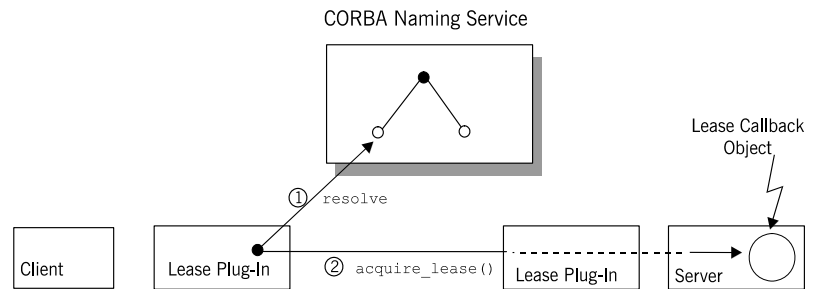 CORBA Naming Service
Lease Callback
Object
① resolve
Client
Lease Plug-In
② acquire_lease()
Lease Plug-In
Server